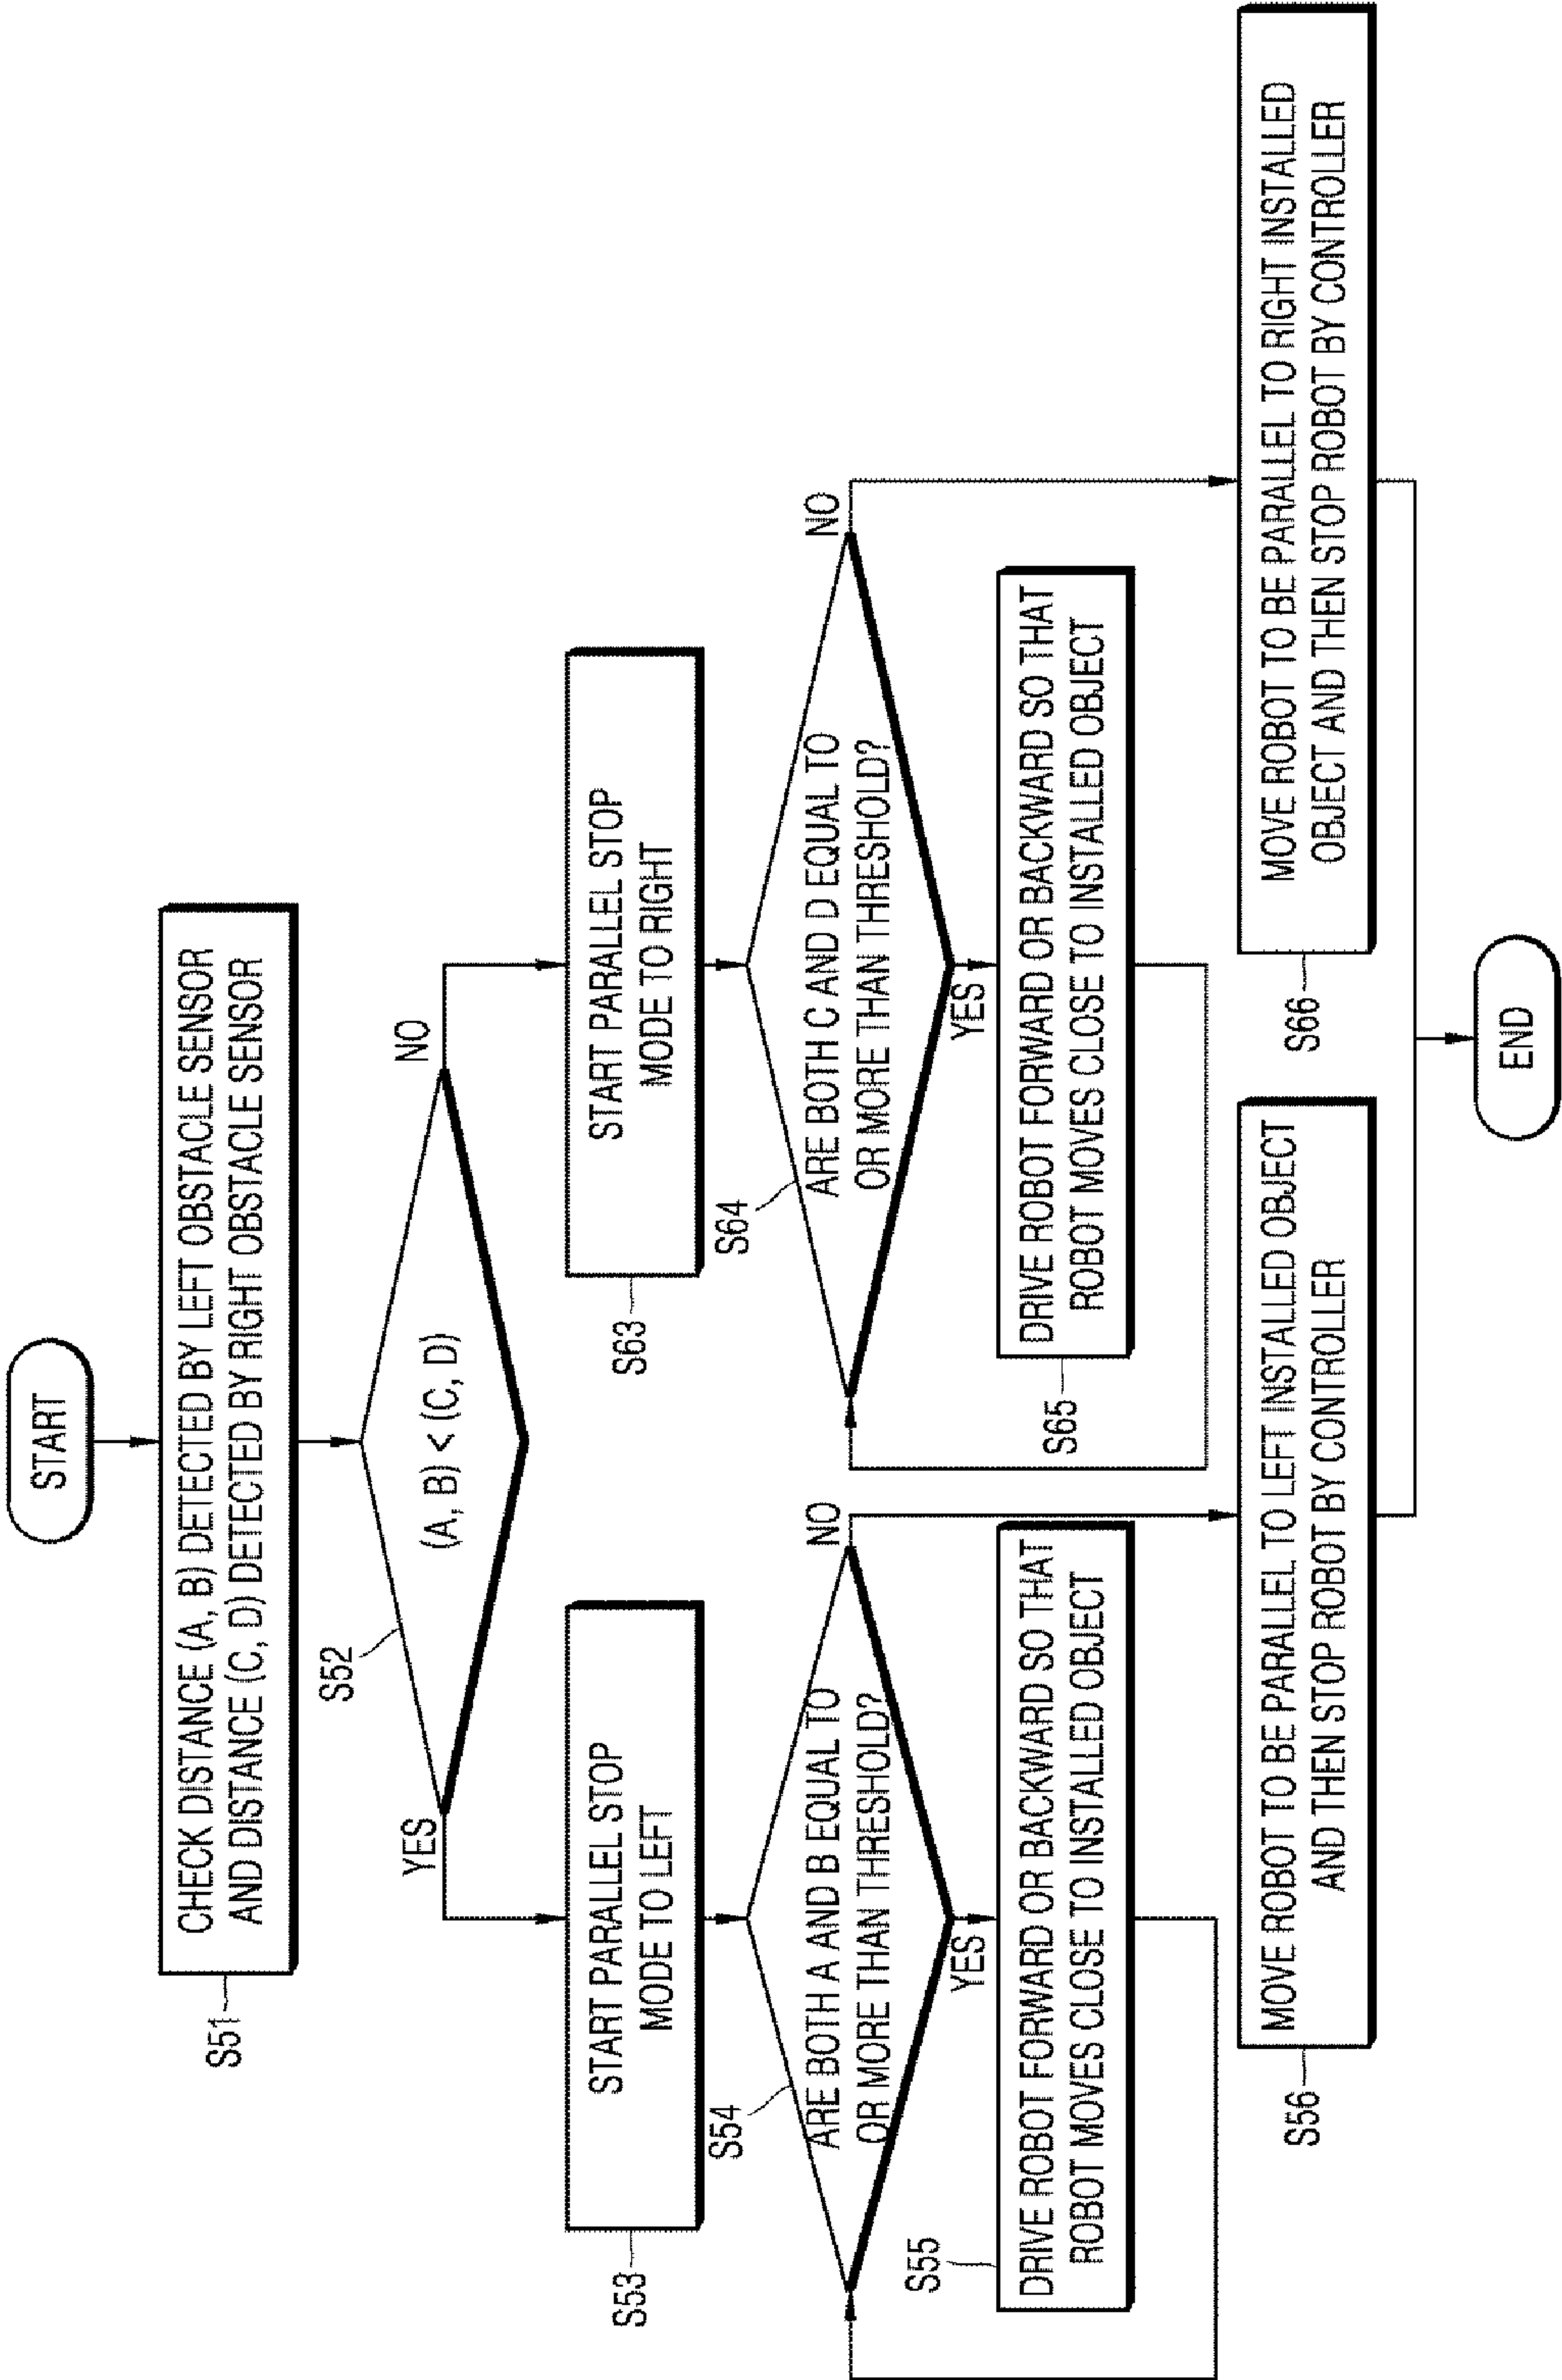 START
CHECK DISTANCE (A, B) DETECTED BY LEFT OBSTACLE SENSOR
AND DISTANCE (C, D) DETECTED BY RIGHT OBSTACLE SENSOR
S51
S52
(A, B) < (C, D)
YES
NO
START PARALLEL STOP
MODE TO LEFT
S53
START PARALLEL STOP
MODE TO RIGHT
S63
S54
ARE BOTH A AND B EQUAL TO
OR MORE THAN THRESHOLD?
NO
YES
S64
ARE BOTH C AND D EQUAL TO
OR MORE THAN THRESHOLD?
NO
YES
S55
DRIVE ROBOT FORWARD OR BACKWARD SO THAT
ROBOT MOVES CLOSE TO INSTALLED OBJECT
S65
DRIVE ROBOT FORWARD OR BACKWARD SO THAT
ROBOT MOVES CLOSE TO INSTALLED OBJECT
MOVE ROBOT TO BE PARALLEL TO LEFT INSTALLED OBJECT
AND THEN STOP ROBOT BY CONTROLLER
S56
MOVE ROBOT TO BE PARALLEL TO RIGHT INSTALLED
OBJECT AND THEN STOP ROBOT BY CONTROLLER
S66
END